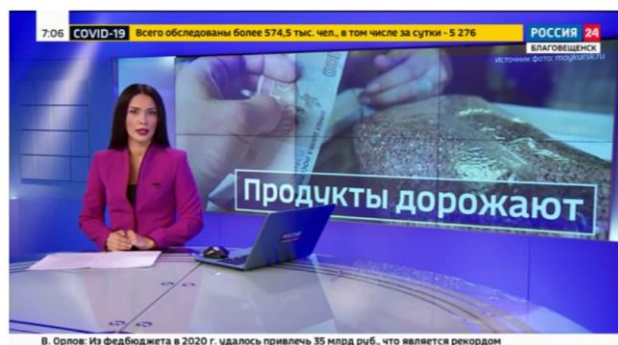 7:06 COVID-19 Всего обследованы более 574,5 тыс. чел., в том числе за сутки - 5 276
РОССИЯ 24
БЛАГОВЕЩЕНСК
Источник фото: moykursk.ru
Продукты дорожают
РОССИЯ
В. Орлов: Из федбюджета в 2020 г. удалось привлечь 35 млрд руб., что является рекордом